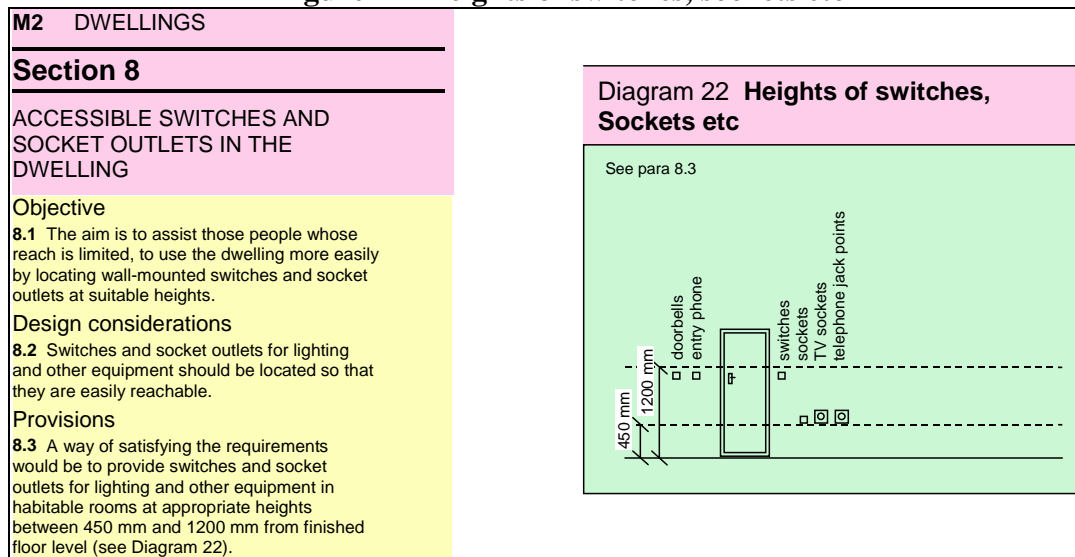 M2 DWELLINGS
Section 8
ACCESSIBLE SWITCHES AND
SOCKET OUTLETS IN THE
DWELLING
Objective
8.1 The aim is to assist those people whose
reach is limited, to use the dwelling more easily
by locating wall-mounted switches and socket
outlets at suitable heights.
Design considerations
8.2 Switches and socket outlets for lighting
and other equipment should be located so that
they are easily reachable.
Provisions
8.3 A way of satisfying the requirements
would be to provide switches and socket
outlets for lighting and other equipment in
habitable rooms at appropriate heights
between 450 mm and 1200 mm from finished
floor level (see Diagram 22).
Diagram 22 Heights of switches,
Sockets etc
See para 8.3
doorbells
entry phone
switches
sockets
TV sockets
telephone jack points
450 mm
1200 mm